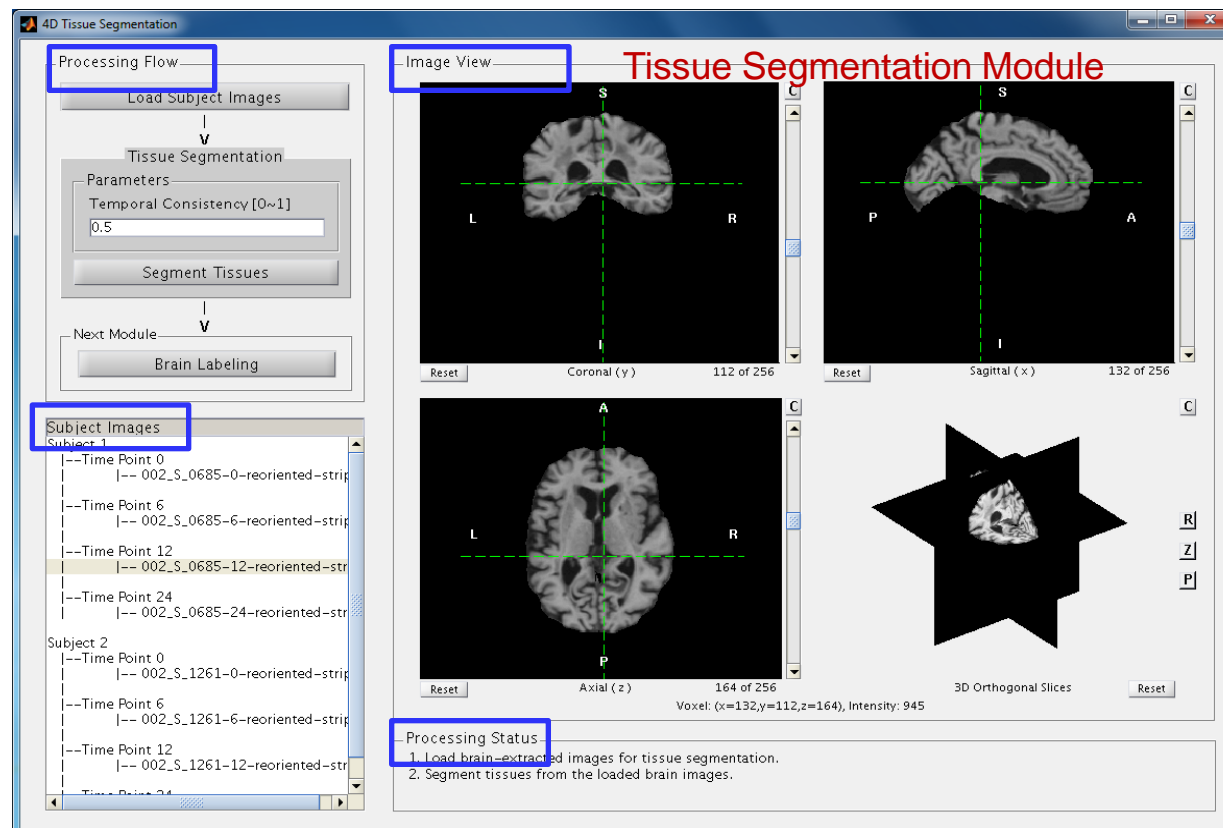 4D Tissue Segmentation
Processing Flow
Load Subject Images
|
V
Tissue Segmentation
Parameters
Temporal Consistency [0~1]
0.5
Segment Tissues
|
V
Next Module
Brain Labeling
Subject Images
Subject 1
|--Time Point 0
|-- 002_S_0685-0-reoriented-strip
|--Time Point 6
|-- 002_S_0685-6-reoriented-strip
|--Time Point 12
|-- 002_S_0685-12-reoriented-str
|--Time Point 24
|-- 002_S_0685-24-reoriented-str
Subject 2
|--Time Point 0
|-- 002_S_1261-0-reoriented-strip
|--Time Point 6
|-- 002_S_1261-6-reoriented-strip
|--Time Point 12
|-- 002_S_1261-12-reoriented-str
|--Time Point 24
Image View
Tissue Segmentation Module
S
C
L
R
I
Reset
Coronal (y)
112 of 256
S
C
P
A
I
Reset
Sagittal (x)
132 of 256
A
C
L
R
P
Reset
Axial (z)
164 of 256
C
R
Z
P
3D Orthogonal Slices
Reset
Voxel: (x=132,y=112,z=164), Intensity: 945
Processing Status
1. Load brain-extracted images for tissue segmentation.
2. Segment tissues from the loaded brain images.